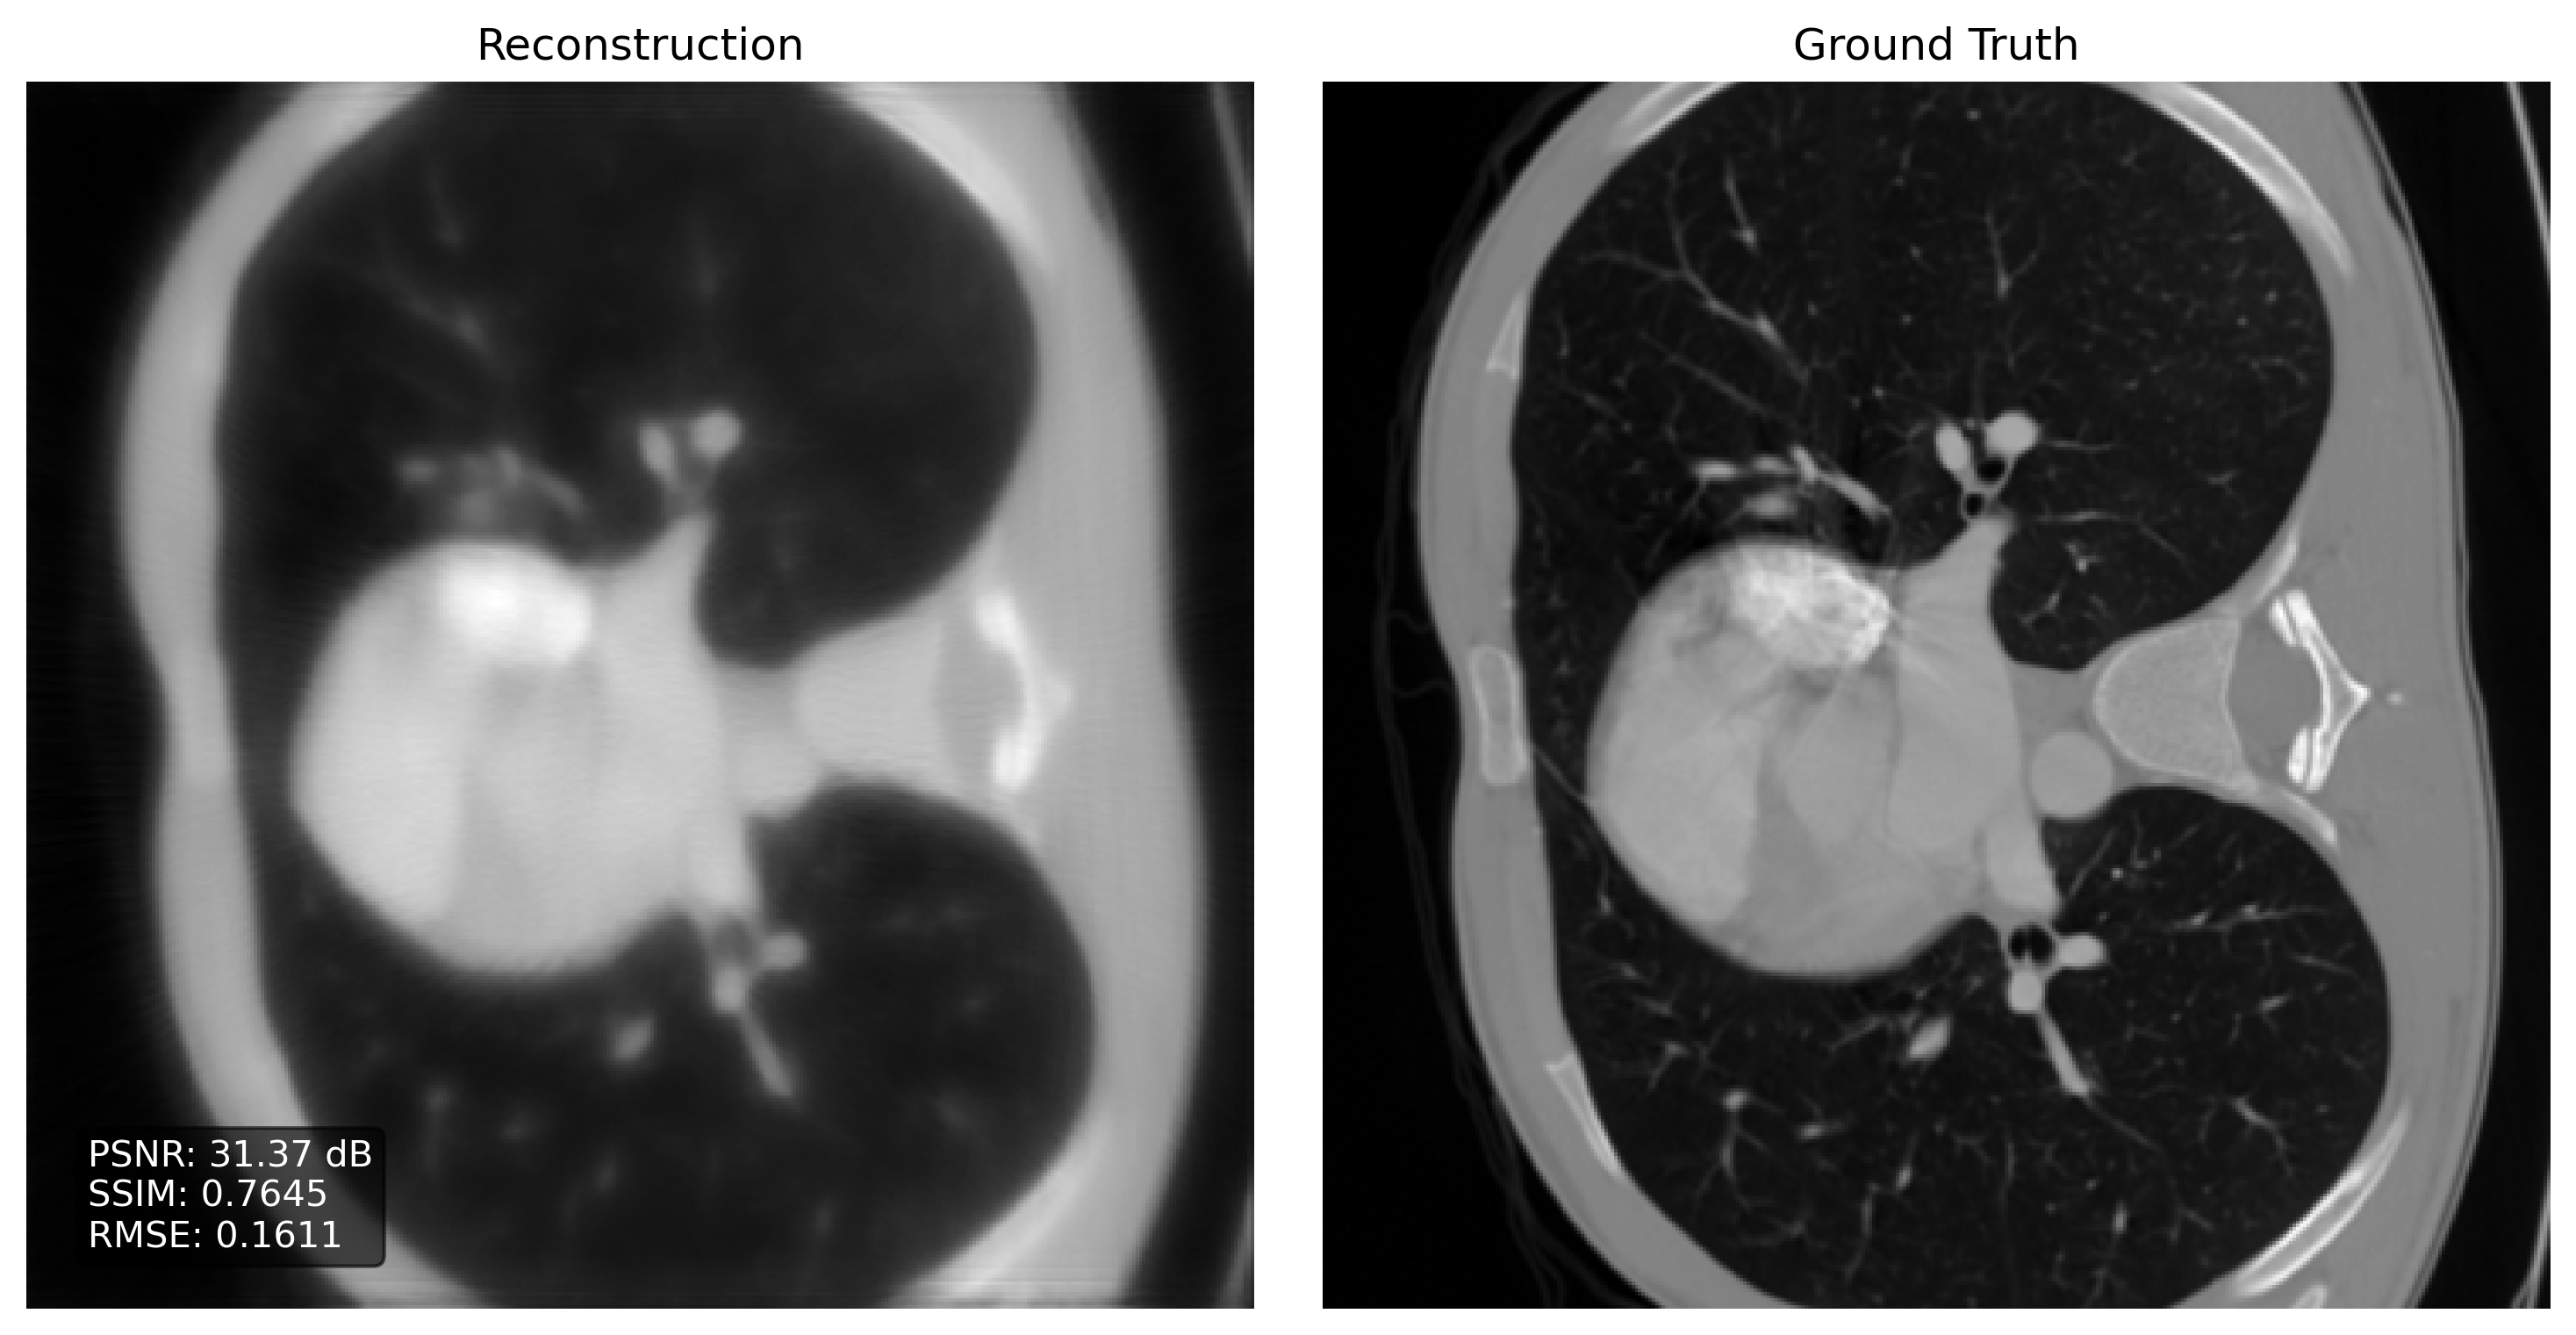 Reconstruction
Ground Truth
PSNR: 31.37 dB
SSIM: 0.7645
RMSE: 0.1611